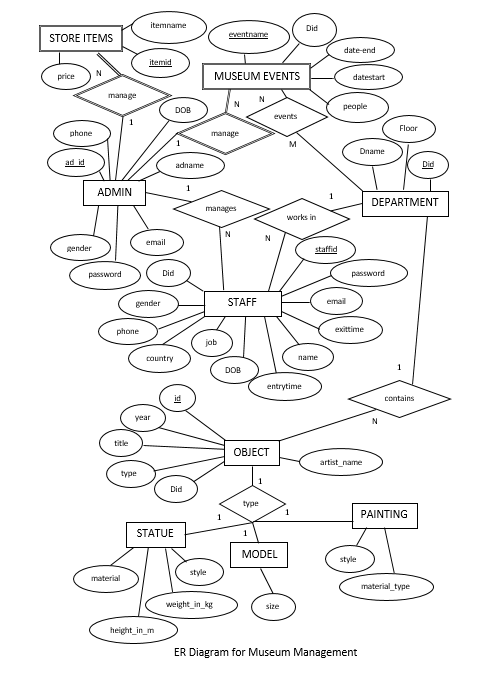 itemname
STORE ITEMS
eventname
Did
itemid
date-end
price
N
MUSEUM EVENTS
datestart
manage
DOB
N
N
people
events
phone
1
1
manage
M
Floor
Dname
ad_id
adname
Did
ADMIN
1
manages
works in
1
DEPARTMENT
gender
email
N
N
staffid
password
Did
password
gender
STAFF
email
phone
job
exittime
country
DOB
name
entrytime
1
id
contains
year
N
title
OBJECT
type
artist_name
Did
1
type
1
1
PAINTING
STATUE
1
MODEL
style
material
style
material_type
weight_in_kg
size
height_in_m
ER Diagram for Museum Management